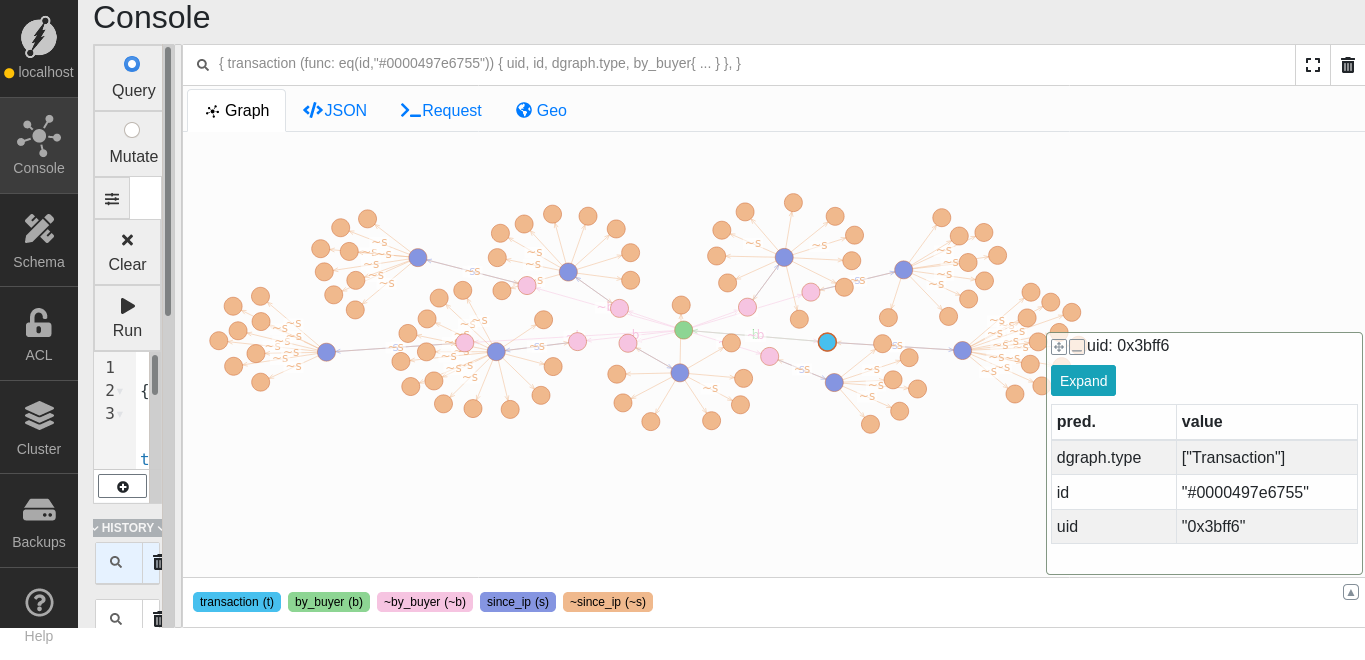 Console
localhost
Console
Schema
ACL
Cluster
Backups
Help
Query
Mutate
Clear
Run
1
2
3
{
t
HISTORY
{ transaction (func: eq(id,"#0000497e6755")) { uid, id, dgraph.type, by_buyer{ ... } }, }
Graph
JSON
Request
Geo
uid: 0x3bff6
Expand
pred. value
dgraph.type ["Transaction"]
id "#0000497e6755"
uid "0x3bff6"
transaction (t) by_buyer (b) ~by_buyer (~b) since_ip (s) ~since_ip (~s)